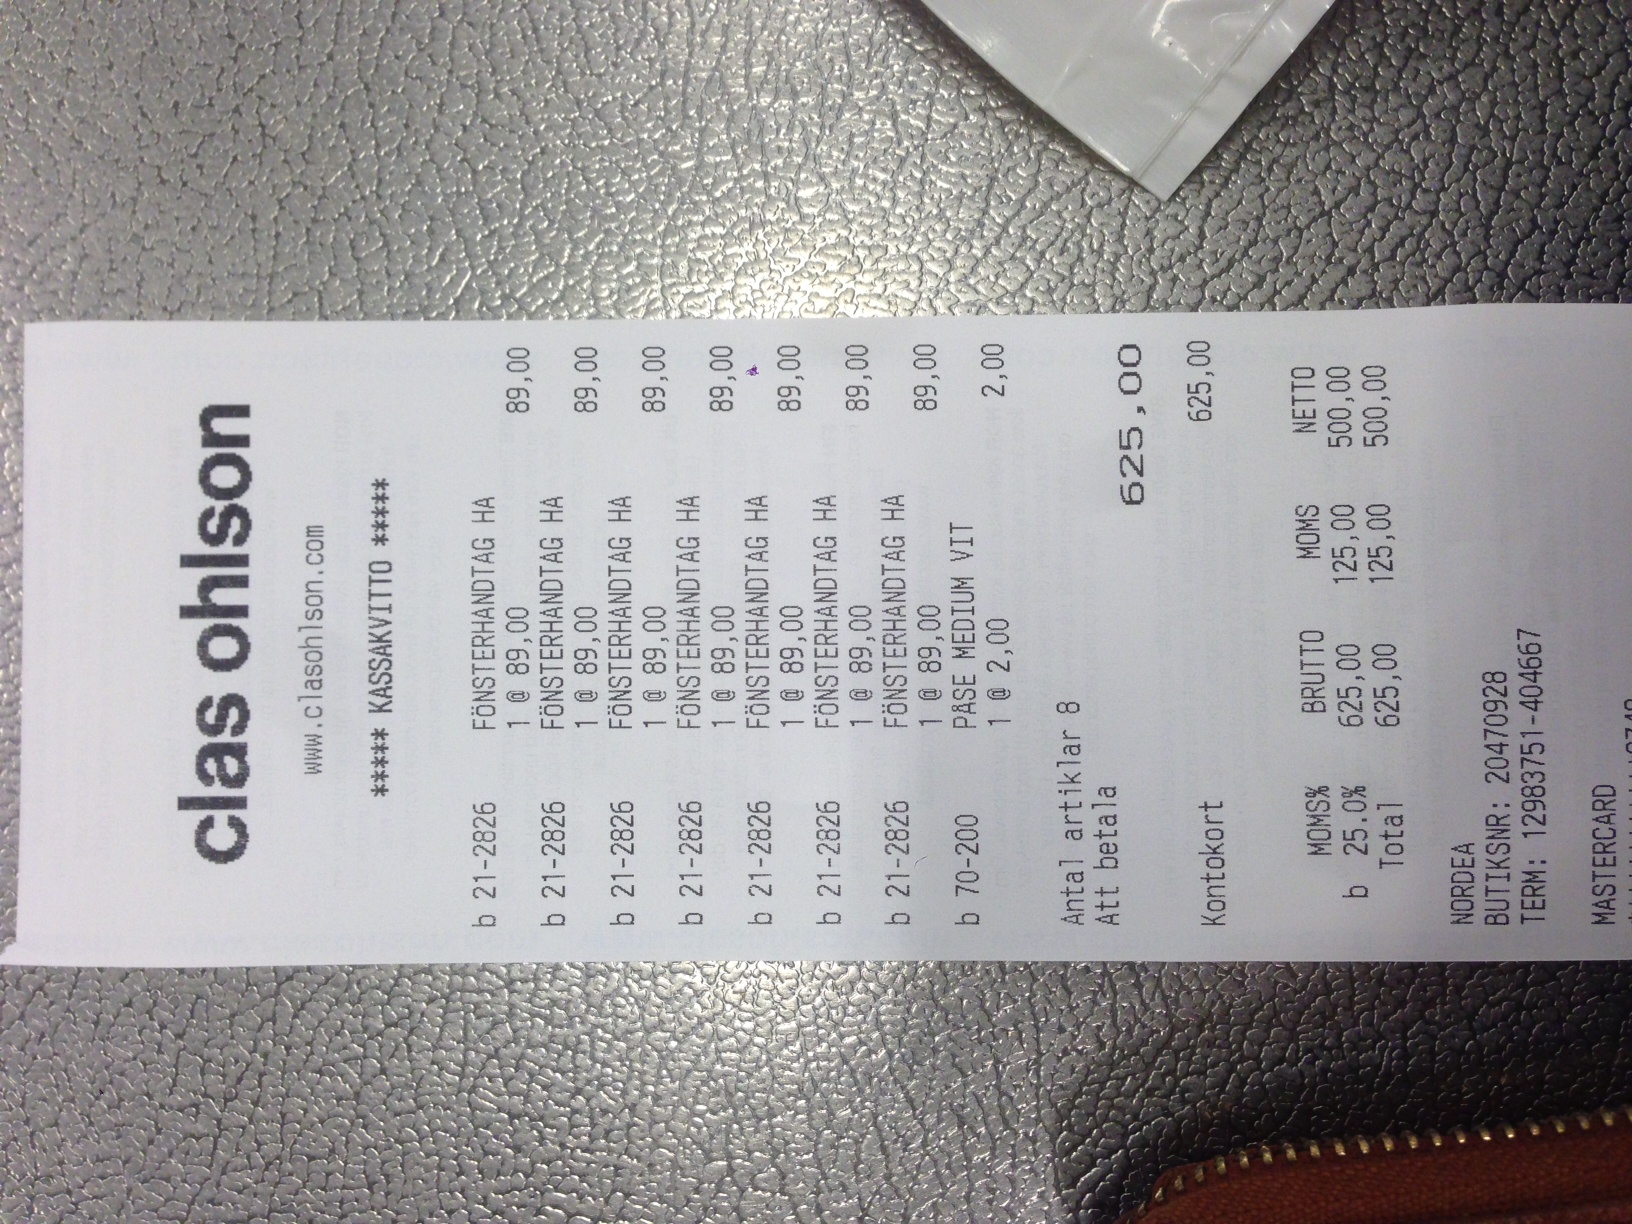 clas ohlson
www.clasohlson.com
***** KASSAKVITTO *****
b 21-2826 FÖNSTERHANDTAG HA
1 @ 89,00 89,00
b 21-2826 FÖNSTERHANDTAG HA
1 @ 89,00 89,00
b 21-2826 FÖNSTERHANDTAG HA
1 @ 89,00 89,00
b 21-2826 FÖNSTERHANDTAG HA
1 @ 89,00 89,00
b 21-2826 FÖNSTERHANDTAG HA
1 @ 89,00 89,00
b 21-2826 FÖNSTERHANDTAG HA
1 @ 89,00 89,00
b 21-2826 FÖNSTERHANDTAG HA
1 @ 89,00 89,00
b 70-200 PÅSE MEDIUM VIT
1 @ 2,00 2,00
Antal artiklar 8
Att betala
625,00
Kontokort 625,00
MOMS% BRUTTO MOMS NETTO
b 25.0% 625,00 125,00 500,00
Total 625,00 125,00 500,00
NORDEA
BUTIKSNR: 20470928
TERM: 12983751-404667
MASTERCARD